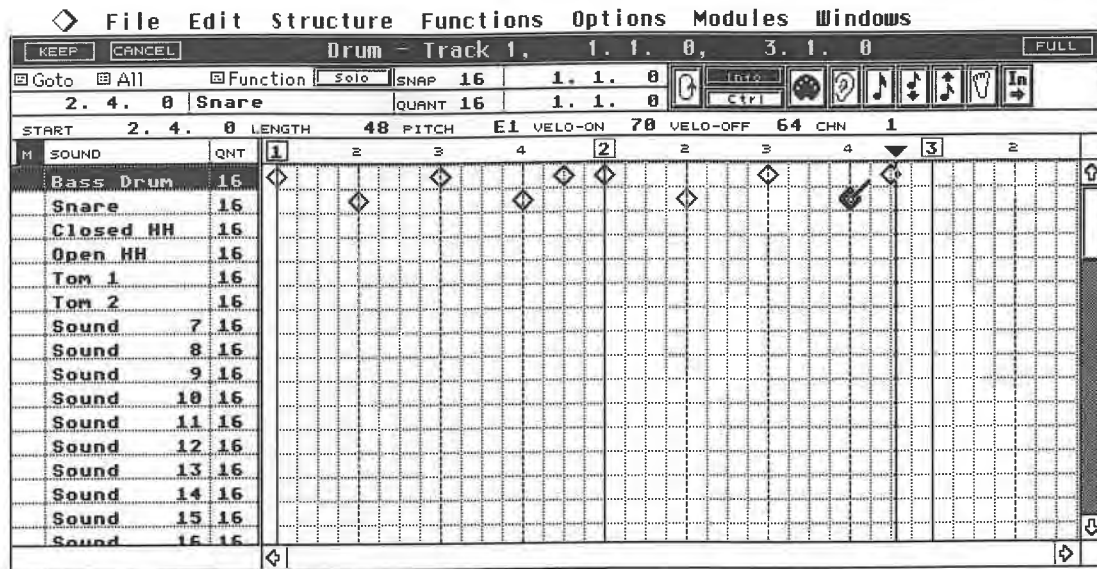 File Edit Structure Functions Options Modules Windows
KEEP CANCEL Drum – Track 1, 1. 1. 0, 3. 1. 0 FULL
Goto All Function Solo SNAP 16 1. 1. 0 Info
2. 4. 0 Snare QUANT 16 1. 1. 0 Ctrl In
START 2. 4. 0 LENGTH 48 PITCH E1 VELO-ON 70 VELO-OFF 64 CHN 1
M SOUND QNT 1 2 3 4 2 2 3 4 3 2
Bass Drum 16
Snare 16
Closed HH 16
Open HH 16
Tom 1 16
Tom 2 16
Sound 7 16
Sound 8 16
Sound 9 16
Sound 10 16
Sound 11 16
Sound 12 16
Sound 13 16
Sound 14 16
Sound 15 16
Sound 16 16